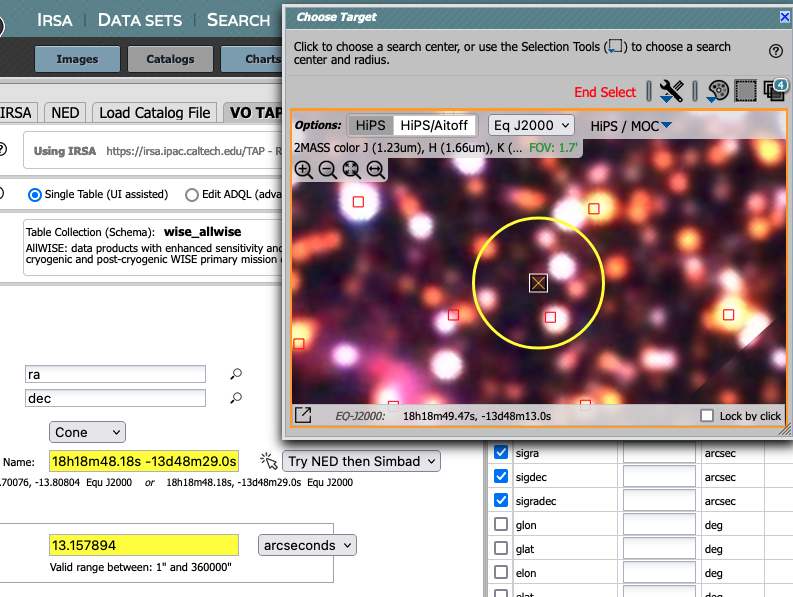 IRSA DATA SETS SEARCH
Images Catalogs Charts
IRSA NED Load Catalog File VO TAP
Using IRSA https://irsa.ipac.caltech.edu/TAP - R
Single Table (UI assisted) Edit ADQL (adva
Table Collection (Schema): wise_allwise
AllWISE: data products with enhanced sensitivity and
cryogenic and post-cryogenic WISE primary mission
ra
dec
Cone
Name: 18h18m48.18s -13d48m29.0s Try NED then Simbad
.70076, -13.80804 Equ J2000 or 18h18m48.18s, -13d48m29.0s Equ J2000
13.157894 arcseconds
Valid range between: 1" and 360000"
Choose Target
Click to choose a search center, or use the Selection Tools ( ) to choose a search
center and radius.
End Select 4
Options: HiPS HiPS/Aitoff Eq J2000 HiPS / MOC
2MASS color J (1.23um), H (1.66um), K (... FOV: 1.7'
EQ-J2000: 18h18m49.47s, -13d48m13.0s Lock by click
sigra arcsec
sigdec arcsec
sigradec arcsec
glon deg
glat deg
elon deg